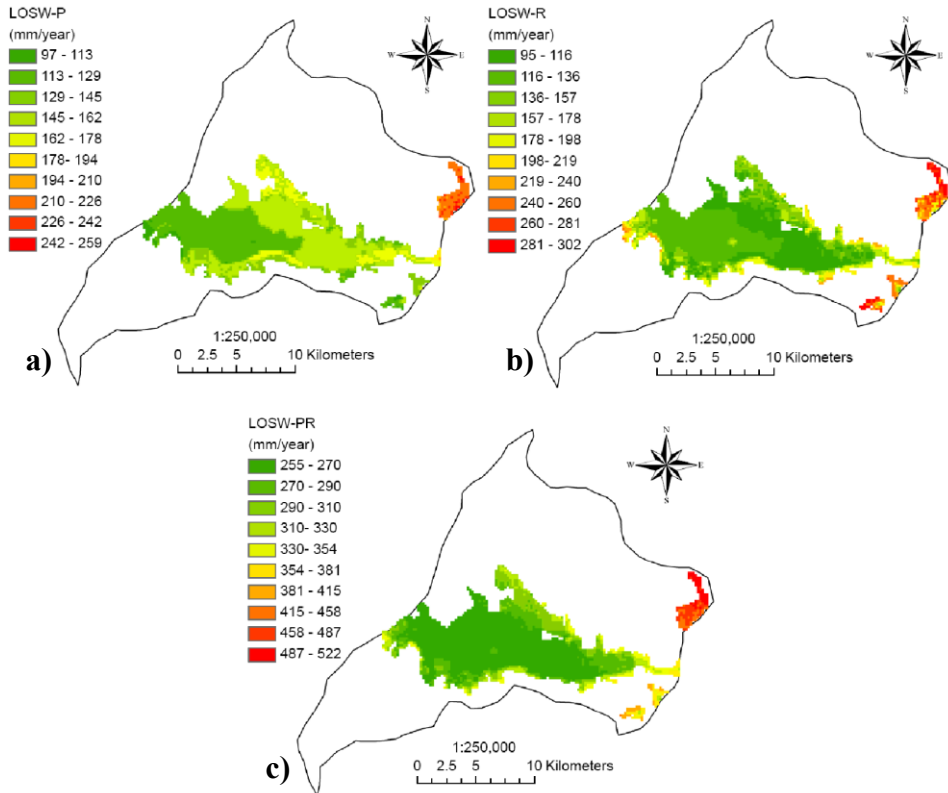 LOSW-P
(mm/year)
97 - 113
113 - 129
129 - 145
145 - 162
162 - 178
178- 194
194 - 210
210 - 226
226 - 242
242 - 259
N
W E
S
1:250,000
0 2.5 5 10 Kilometers
a)
LOSW-R
(mm/year)
95 - 116
116 - 136
136- 157
157 - 178
178 - 198
198- 219
219 - 240
240 - 260
260 - 281
281 - 302
N
W E
S
1:250,000
0 2.5 5 10 Kilometers
b)
LOSW-PR
(mm/year)
255 - 270
270 - 290
290 - 310
310- 330
330- 354
354 - 381
381 - 415
415 - 458
458 - 487
487 - 522
N
W E
S
1:250,000
0 2.5 5 10 Kilometers
c)